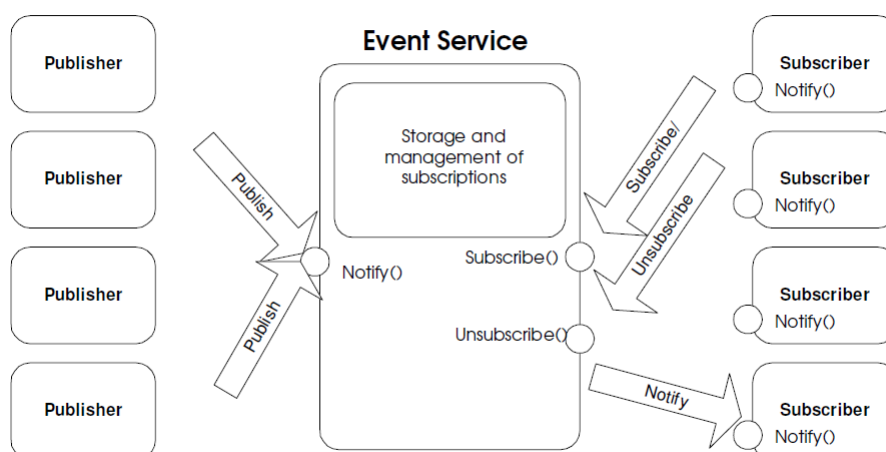 Event Service
Publisher
Publisher
Publisher
Publisher
Storage and
management of
subscriptions
Publish
Publish
Notify()
Subscribe()
Unsubscribe()
Subscribe/
Unsubscribe
Notify
Subscriber
Notify()
Subscriber
Notify()
Subscriber
Notify()
Subscriber
Notify()